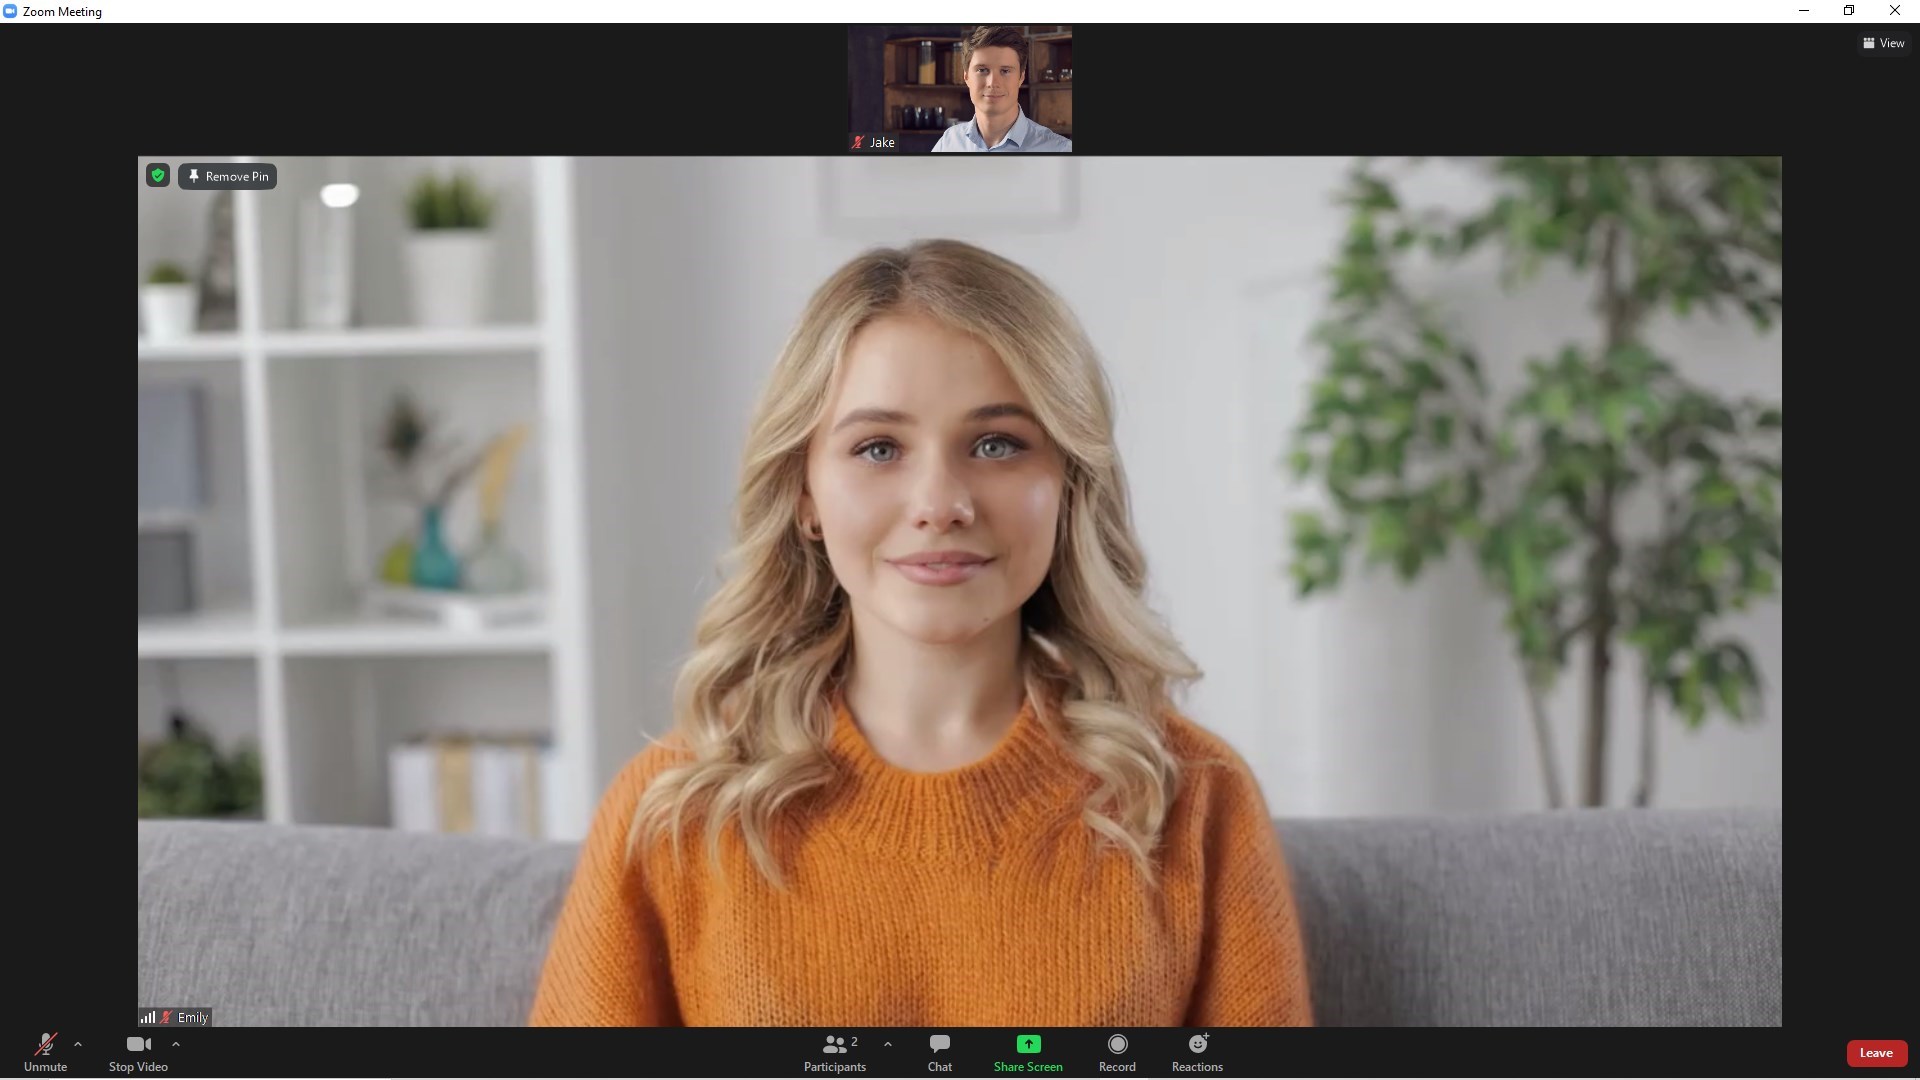 Zoom Meeting
View
Jake
Remove Pin
Emily
Unmute
Stop Video
2
Participants
Chat
Share Screen
Record
Reactions
Leave